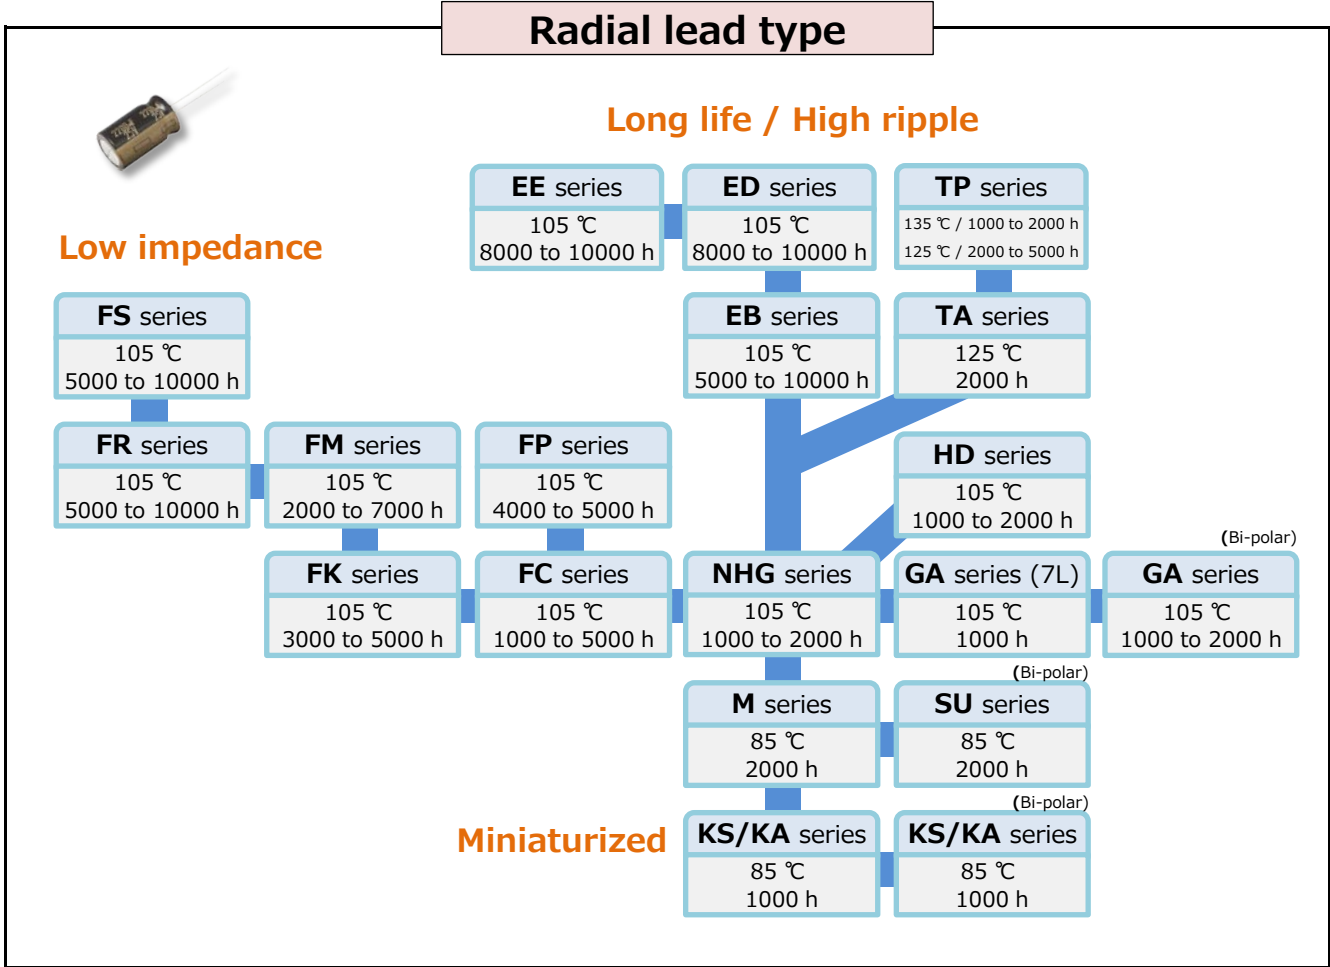 Radial lead type
Long life / High ripple
EE series
105 ℃
8000 to 10000 h
ED series
105 ℃
8000 to 10000 h
TP series
135 ℃ / 1000 to 2000 h
125 ℃ / 2000 to 5000 h
Low impedance
FS series
105 ℃
5000 to 10000 h
EB series
105 ℃
5000 to 10000 h
TA series
125 ℃
2000 h
FR series
105 ℃
5000 to 10000 h
FM series
105 ℃
2000 to 7000 h
FP series
105 ℃
4000 to 5000 h
HD series
105 ℃
1000 to 2000 h
FK series
105 ℃
3000 to 5000 h
FC series
105 ℃
1000 to 5000 h
NHG series
105 ℃
1000 to 2000 h
GA series (7L)
105 ℃
1000 h
(Bi-polar)
GA series
105 ℃
1000 to 2000 h
M series
85 ℃
2000 h
(Bi-polar)
SU series
85 ℃
2000 h
Miniaturized
KS/KA series
85 ℃
1000 h
(Bi-polar)
KS/KA series
85 ℃
1000 h